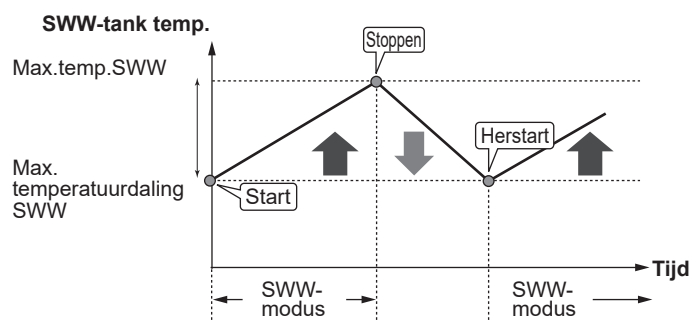 SWW-tank temp.
Stoppen
Max.temp.SWW
Herstart
Max.
temperatuurdaling
SWW
Start
Tijd
SWW-
modus
SWW-
modus